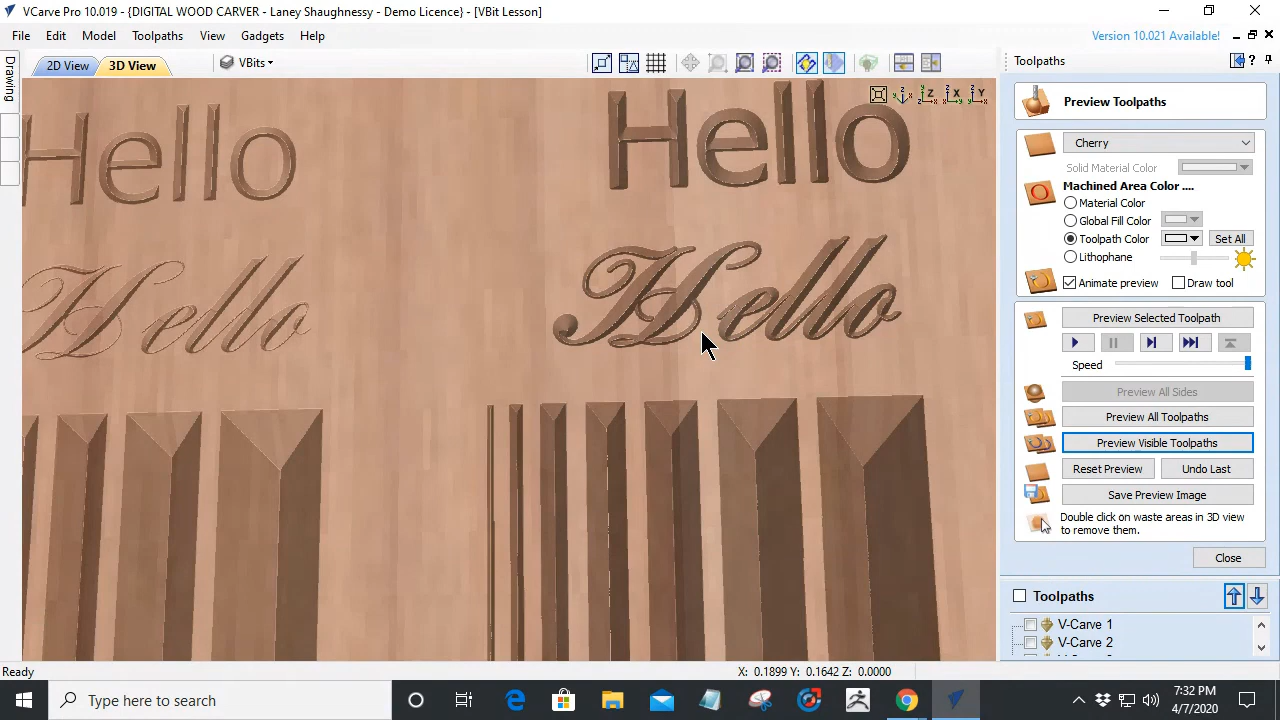 VCarve Pro 10.019 - {DIGITAL WOOD CARVER - Laney Shaughnessy - Demo Licence} - [VBit Lesson]
File Edit Model Toolpaths View Gadgets Help
Version 10.021 Available!
Drawing
2D View 3D View
VBits
Z X Y
Hello Hello
Hello Hello
Toolpaths
Preview Toolpaths
Cherry
Solid Material Color
Machined Area Color ....
Material Color
Global Fill Color
Toolpath Color Set All
Lithophane
Animate preview Draw tool
Preview Selected Toolpath
Speed
Preview All Sides
Preview All Toolpaths
Preview Visible Toolpaths
Reset Preview Undo Last
Save Preview Image
Double click on waste areas in 3D view
to remove them.
Close
Toolpaths
V-Carve 1
V-Carve 2
Ready X: 0.1899 Y: 0.1642 Z: 0.0000
Type here to search
7:32 PM
4/7/2020